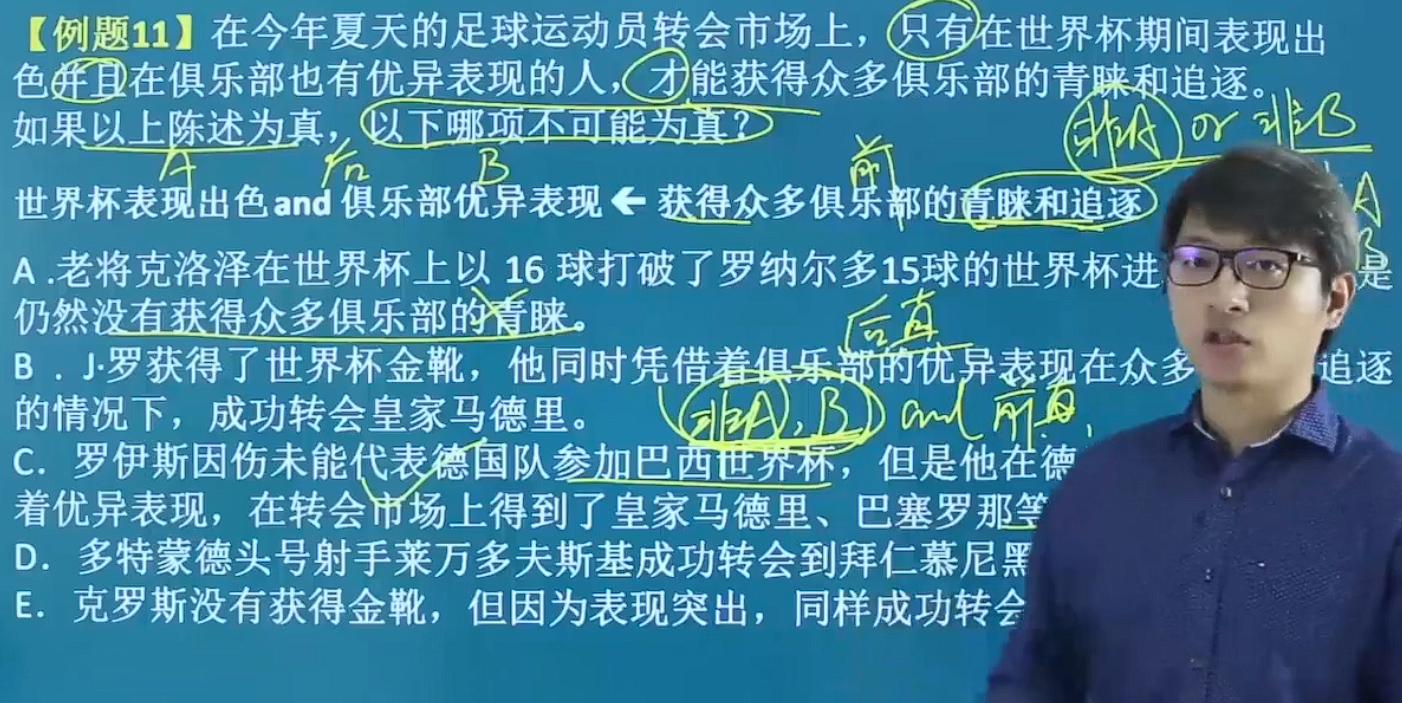 【例题11】在今年夏天的足球运动员转会市场上，只有在世界杯期间表现出
色并且在俱乐部也有优异表现的人，才能获得众多俱乐部的青睐和追逐。
如果以上陈述为真，以下哪项不可能为真？
非A or 非B
A 后 B 前
世界杯表现出色and 俱乐部优异表现 ← 获得众多俱乐部的青睐和追逐
A
A .老将克洛泽在世界杯上以 16 球打破了罗纳尔多15球的世界杯进 是
仍然没有获得众多俱乐部的青睐。
后真
B . J·罗获得了世界杯金靴，他同时凭借着俱乐部的优异表现在众多 追逐
的情况下，成功转会皇家马德里。
(非A), B) and 前真,
C. 罗伊斯因伤未能代表德国队参加巴西世界杯，但是他在德
着优异表现，在转会市场上得到了皇家马德里、巴塞罗那等
D. 多特蒙德头号射手莱万多夫斯基成功转会到拜仁慕尼黑
E. 克罗斯没有获得金靴，但因为表现突出，同样成功转会